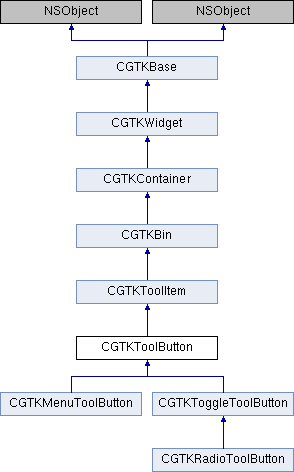 NSObject
NSObject
CGTKBase
CGTKWidget
CGTKContainer
CGTKBin
CGTKToolItem
CGTKToolButton
CGTKMenuToolButton
CGTKToggleToolButton
CGTKRadioToolButton